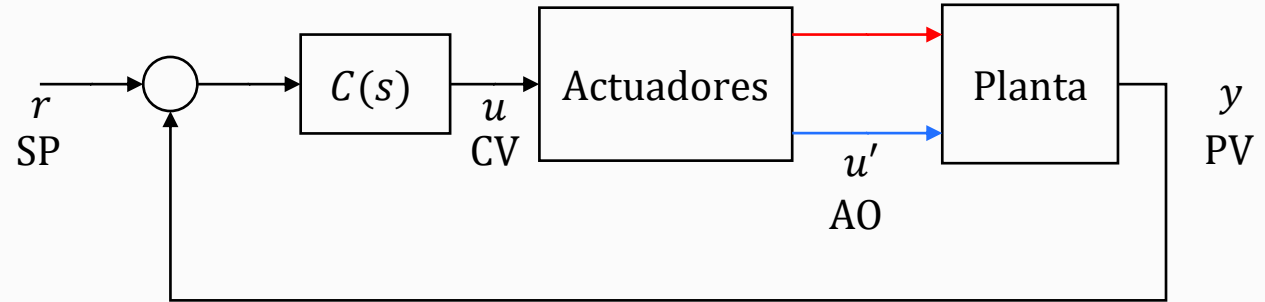 r
SP
C(s)
u
CV
Actuadores
u′
AO
Planta
y
PV